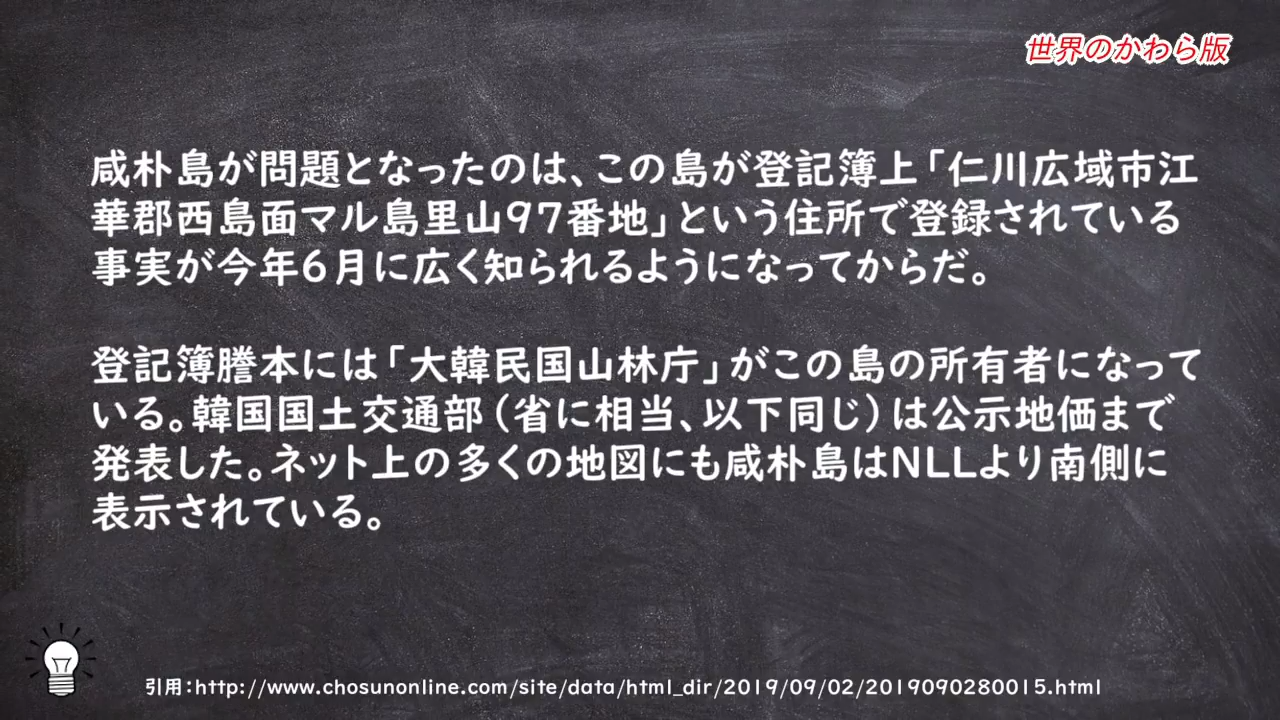 世界のかわら版
咸朴島が問題となったのは、この島が登記簿上「仁川広域市江
華郡西島面マル島里山97番地」という住所で登録されている
事実が今年6月に広く知られるようになってからだ。
登記簿謄本には「大韓民国山林庁」がこの島の所有者になって
いる。韓国国土交通部（省に相当、以下同じ）は公示地価まで
発表した。ネット上の多くの地図にも咸朴島はNLLより南側に
表示されている。
引用：http://www.chosunonline.com/site/data/html_dir/2019/09/02/2019090280015.html